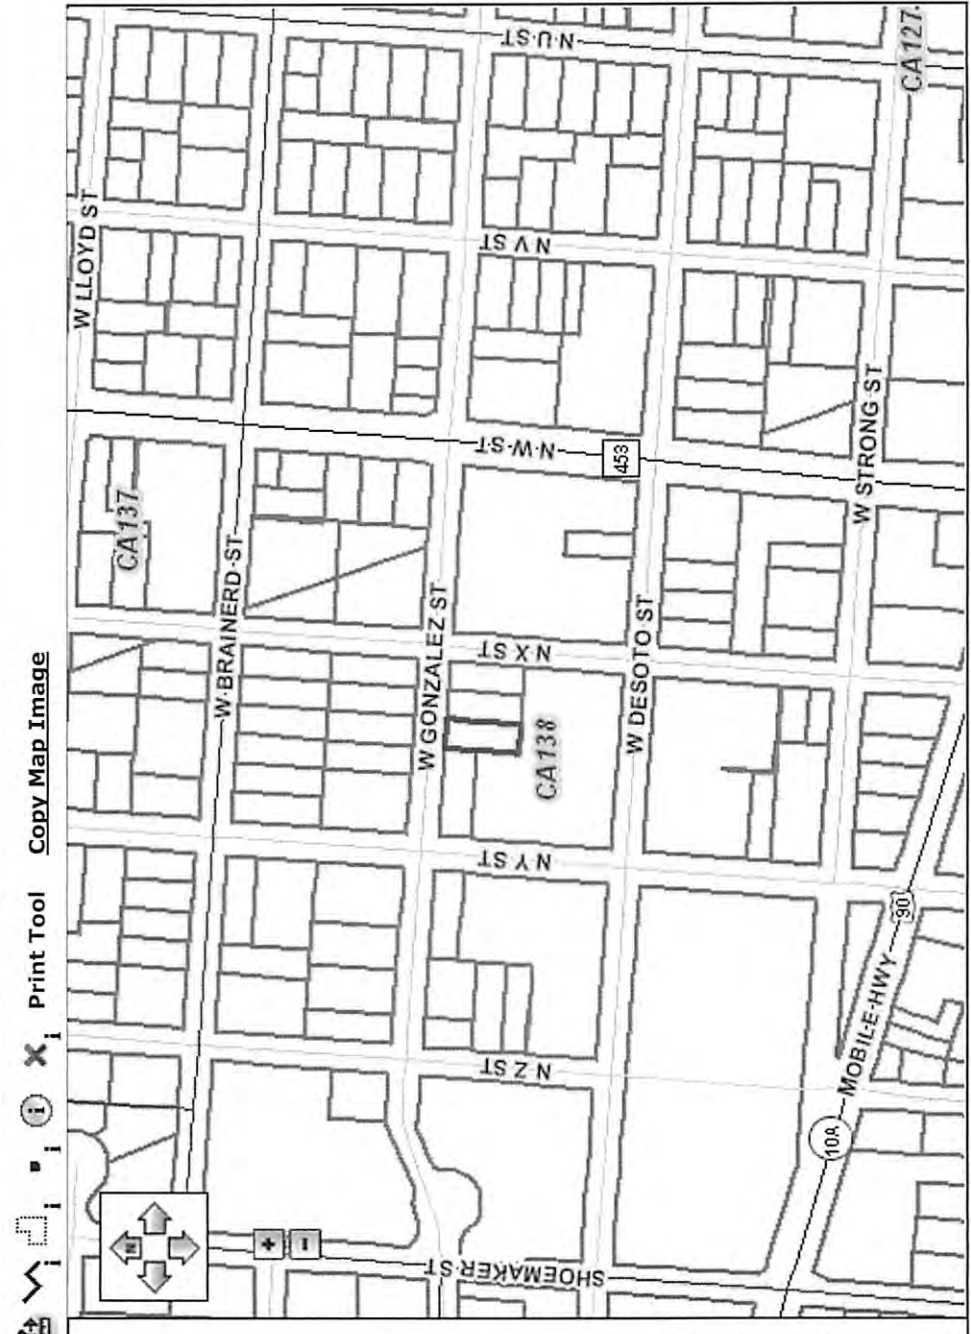 Print Tool
Copy Map Image
W LLOYD ST
CA137
W BRAINERD ST
W GONZALEZ ST
CA138
W DESOTO ST
W STRONG ST
CA127
SHOEMAKER ST
N Z ST
N Y ST
N X ST
N W ST
N V ST
N U ST
453
MOBILE HWY
10A
90
N
+
-